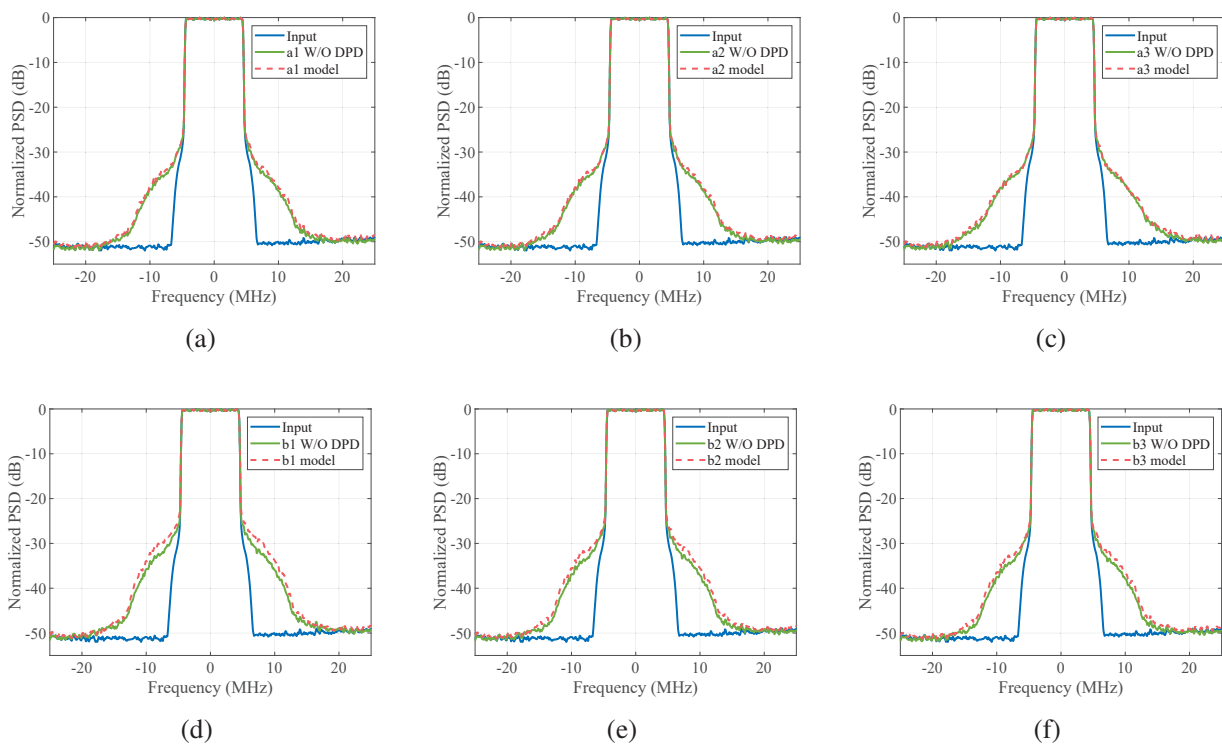 0
-10
-20
-30
-40
-50
Normalized PSD (dB)
-20 -10 0 10 20
Frequency (MHz)
Input
a1 W/O DPD
a1 model
(a)
0
-10
-20
-30
-40
-50
Normalized PSD (dB)
-20 -10 0 10 20
Frequency (MHz)
Input
a2 W/O DPD
a2 model
(b)
0
-10
-20
-30
-40
-50
Normalized PSD (dB)
-20 -10 0 10 20
Frequency (MHz)
Input
a3 W/O DPD
a3 model
(c)
0
-10
-20
-30
-40
-50
Normalized PSD (dB)
-20 -10 0 10 20
Frequency (MHz)
Input
b1 W/O DPD
b1 model
(d)
0
-10
-20
-30
-40
-50
Normalized PSD (dB)
-20 -10 0 10 20
Frequency (MHz)
Input
b2 W/O DPD
b2 model
(e)
0
-10
-20
-30
-40
-50
Normalized PSD (dB)
-20 -10 0 10 20
Frequency (MHz)
Input
b3 W/O DPD
b3 model
(f)